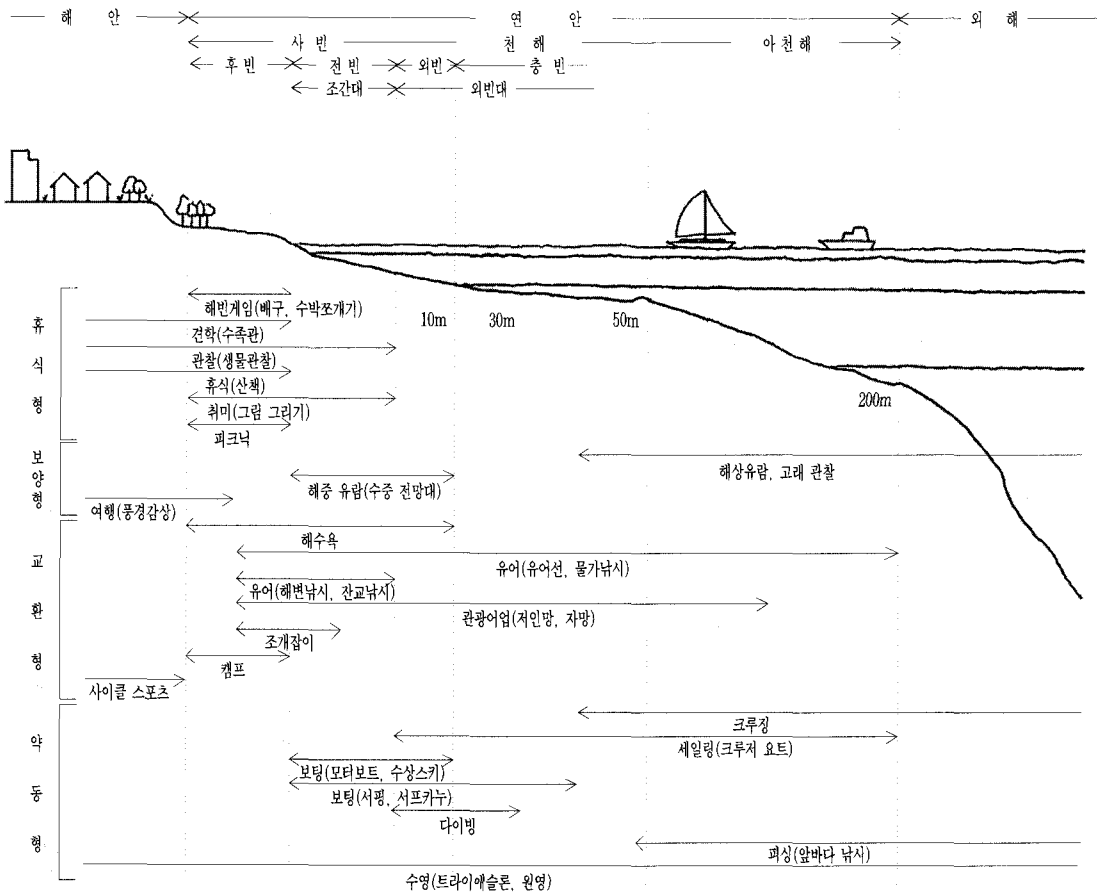 해 안 연 안 외 해
사 빈 천 해 아 천 해
후 빈 전 빈 외빈 충 빈
조간대 외빈대
해빈게임(배구, 수박쪼개기)
10m 30m 50m
견학(수족관)
관찰(생물관찰)
휴식(산책)
200m
취미(그림 그리기)
피크닉
휴식형
해상유람, 고래 관찰
해중 유람(수중 전망대)
여행(풍경감상)
보양형
해수욕
유어(유어선, 물가낚시)
유어(해변낚시, 잔교낚시)
관광어업(저인망, 자망)
조개잡이
캠프
사이클 스포츠
교환형
크루징
세일링(크루저 요트)
보팅(모타보트, 수상스키)
보팅(서핑, 서프카누)
다이빙
피싱(앞바다 낚시)
수영(트라이애슬론, 원영)
약동형